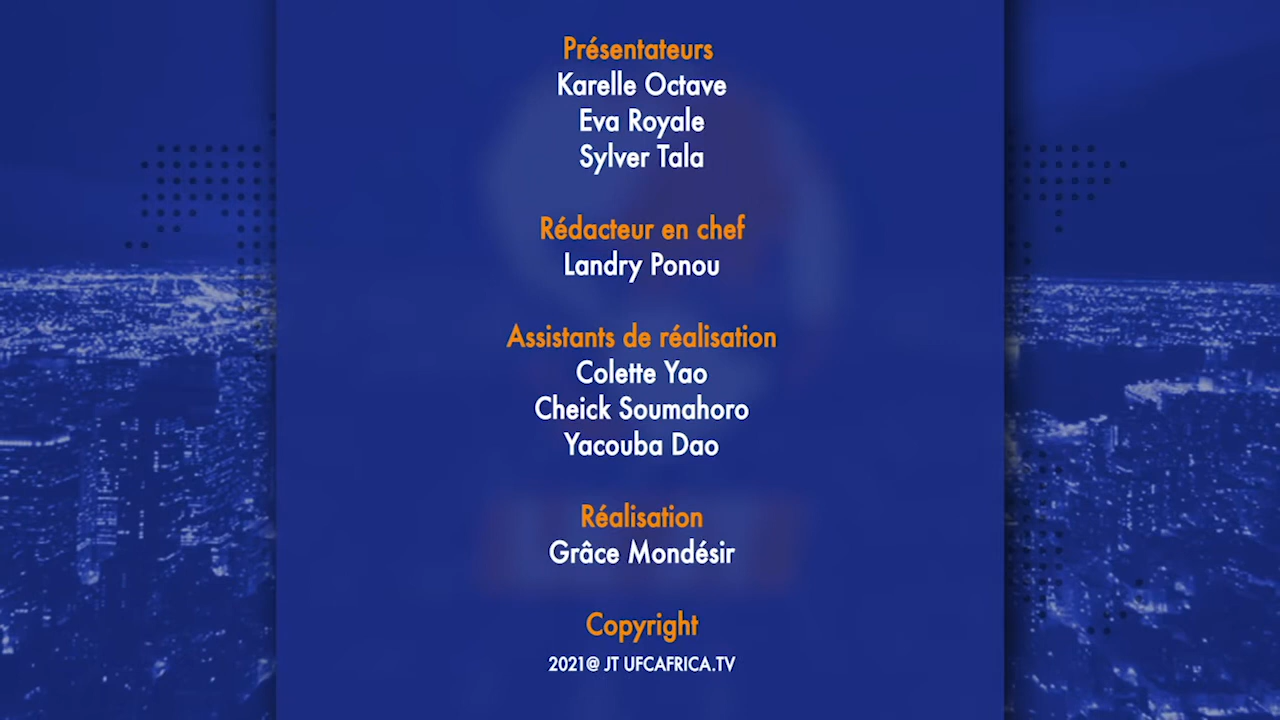 Présentateurs
Karelle Octave
Eva Royale
Sylver Tala
Rédacteur en chef
Landry Ponou
Assistants de réalisation
Colette Yao
Cheick Soumahoro
Yacouba Dao
Réalisation
Grâce Mondésir
Copyright
2021@ JT UFCAFRICA.TV